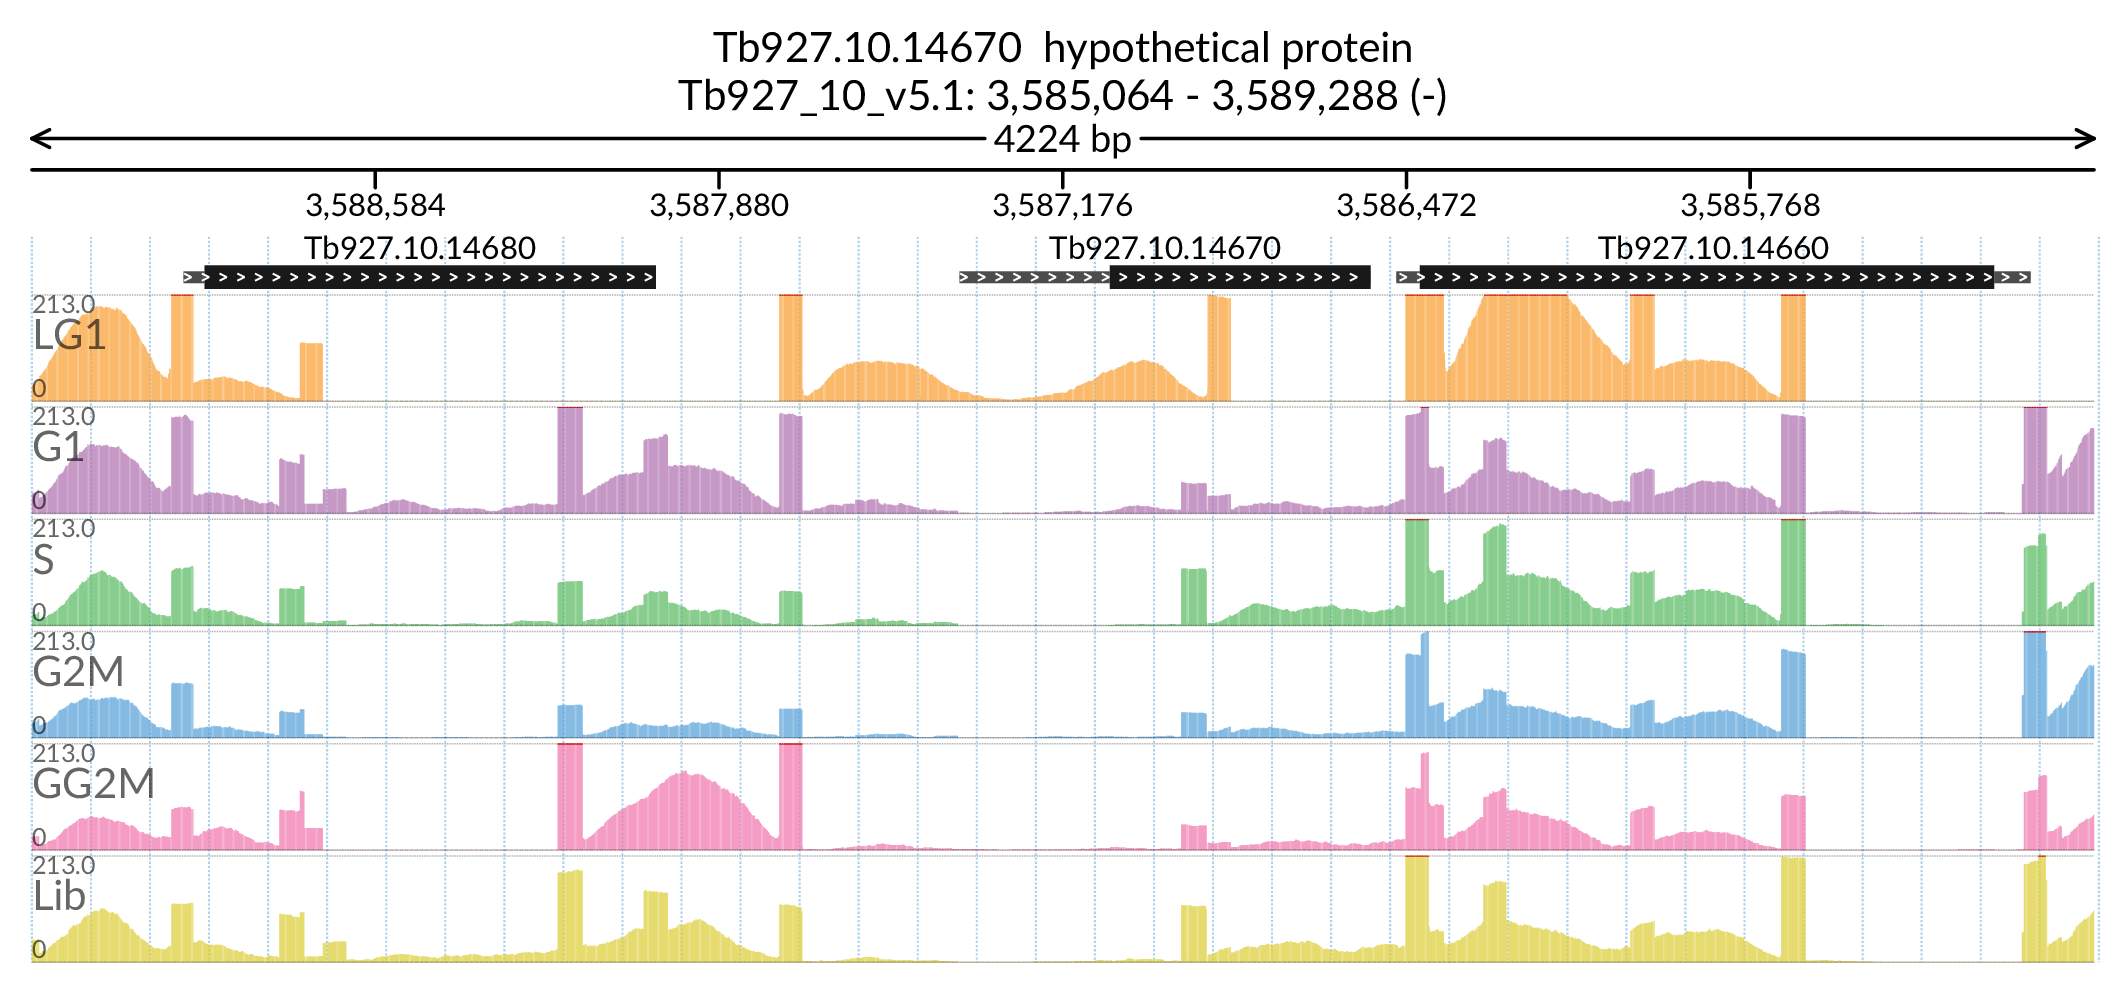 Tb927.10.14670 hypothetical protein
Tb927_10_v5.1: 3,585,064 - 3,589,288 (-)
4224 bp
3,588,584 3,587,880 3,587,176 3,586,472 3,585,768
Tb927.10.14680 Tb927.10.14670 Tb927.10.14660
213.0
LG1
0
213.0
G1
0
213.0
S
0
213.0
G2M
0
213.0
GG2M
0
213.0
Lib
0